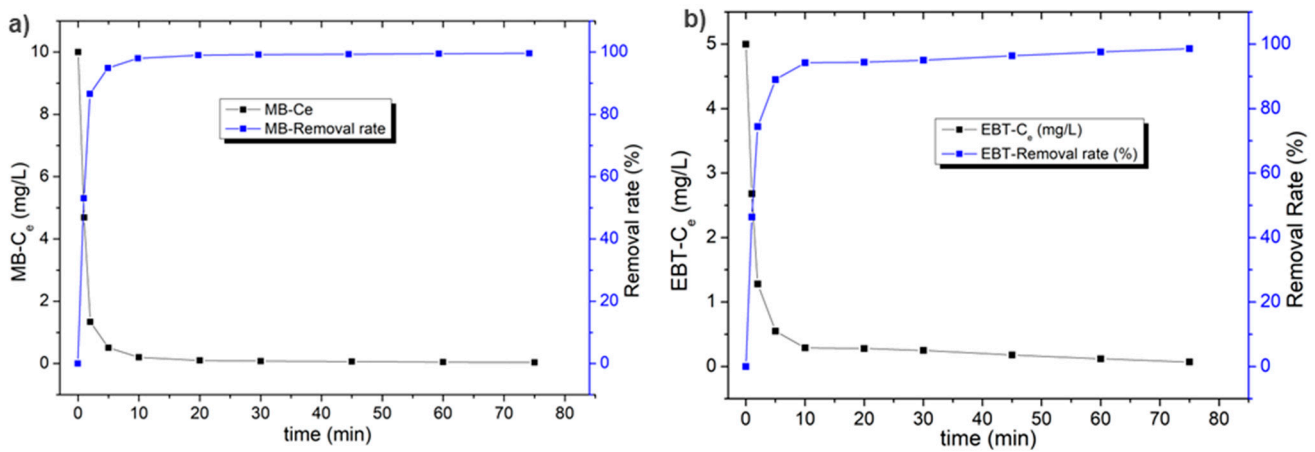 a)
MB-Ce (mg/L)
10
8
6
4
2
0
MB-Ce
MB-Removal rate
100
80
60
40
20
0
Removal rate (%)
0 10 20 30 40 50 60 70 80
time (min)
b)
EBT-Ce (mg/L)
5
4
3
2
1
0
EBT-Ce (mg/L)
EBT-Removal rate (%)
100
80
60
40
20
0
Removal Rate (%)
0 10 20 30 40 50 60 70 80
time (min)